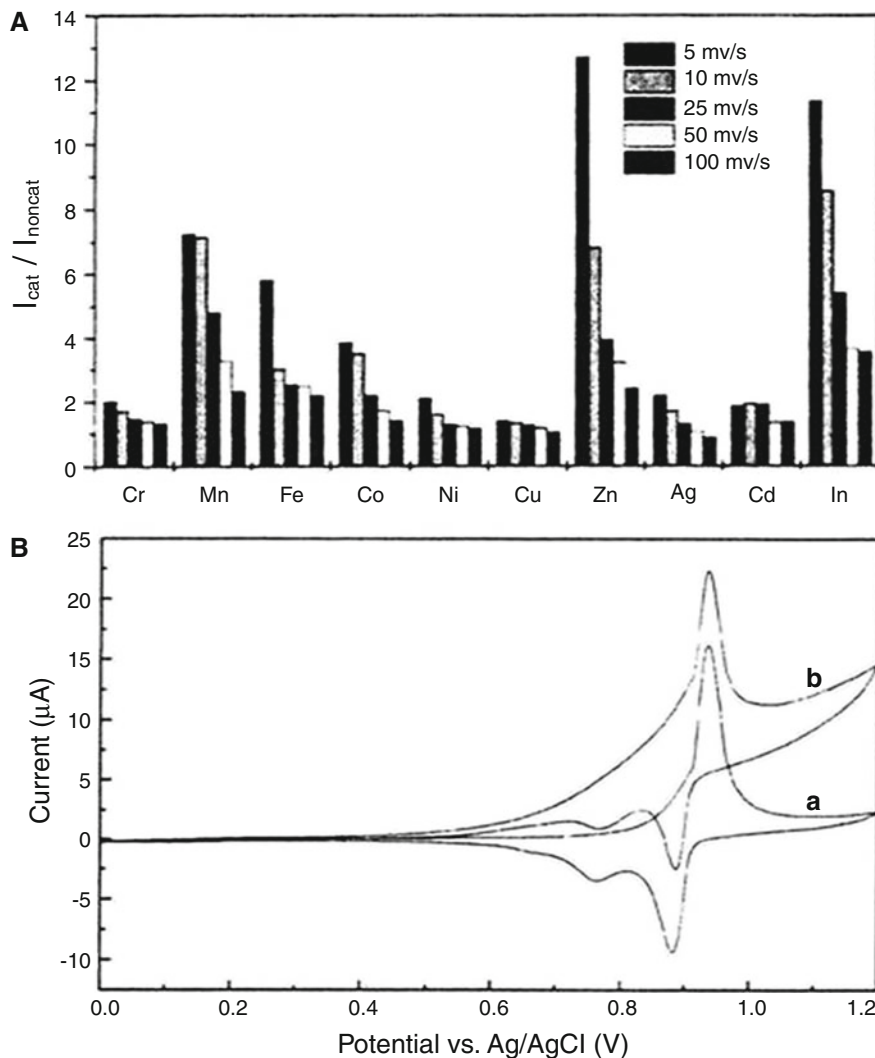 A
14
12
10
8
6
4
2
0
I_cat / I_noncat
5 mv/s
10 mv/s
25 mv/s
50 mv/s
100 mv/s
Cr Mn Fe Co Ni Cu Zn Ag Cd In
B
25
20
15
10
5
0
-5
-10
Current (μA)
b
a
0.0 0.2 0.4 0.6 0.8 1.0 1.2
Potential vs. Ag/AgCl (V)